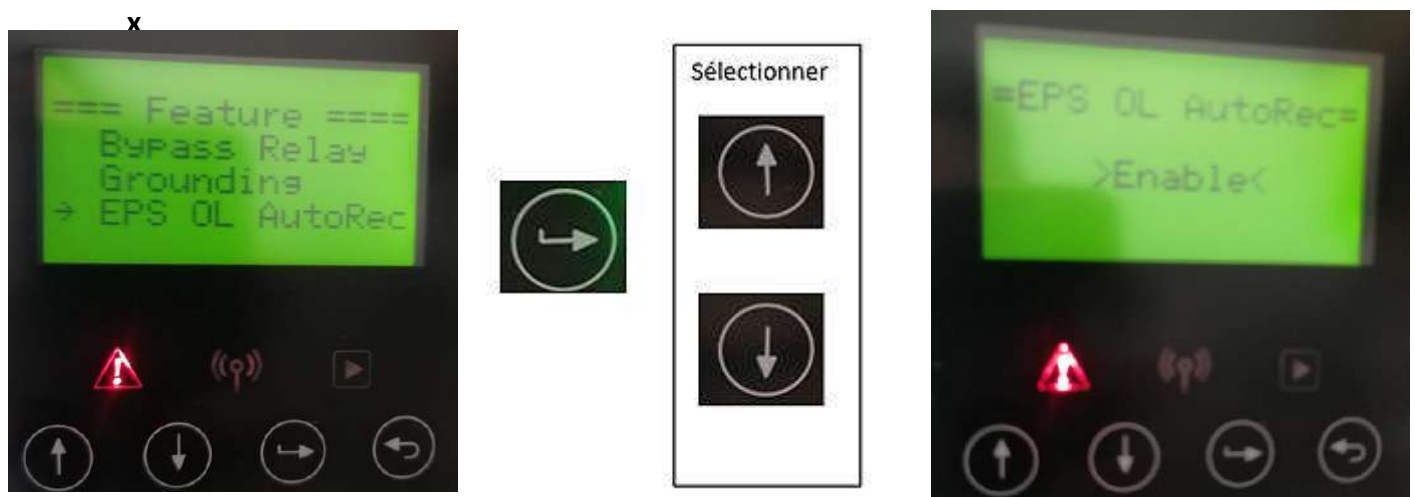 x
=== Feature ====
Bypass Relay
Grounding
→ EPS OL AutoRec
Sélectionner
=EPS OL AutoRec=
>Enable<